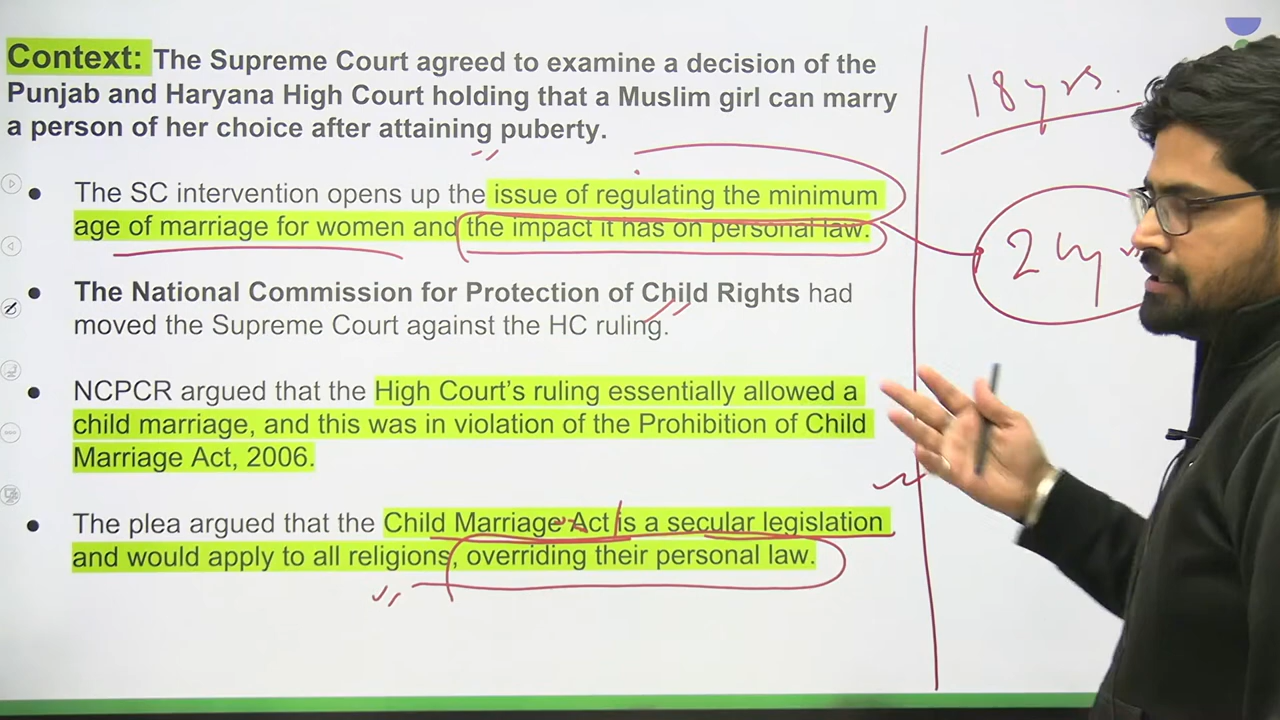 Context: The Supreme Court agreed to examine a decision of the
Punjab and Haryana High Court holding that a Muslim girl can marry
a person of her choice after attaining puberty.
● The SC intervention opens up the issue of regulating the minimum
age of marriage for women and the impact it has on personal law.
● The National Commission for Protection of Child Rights had
moved the Supreme Court against the HC ruling.
● NCPCR argued that the High Court’s ruling essentially allowed a
child marriage, and this was in violation of the Prohibition of Child
Marriage Act, 2006.
● The plea argued that the Child Marriage Act is a secular legislation
and would apply to all religions, overriding their personal law.
18 yrs.